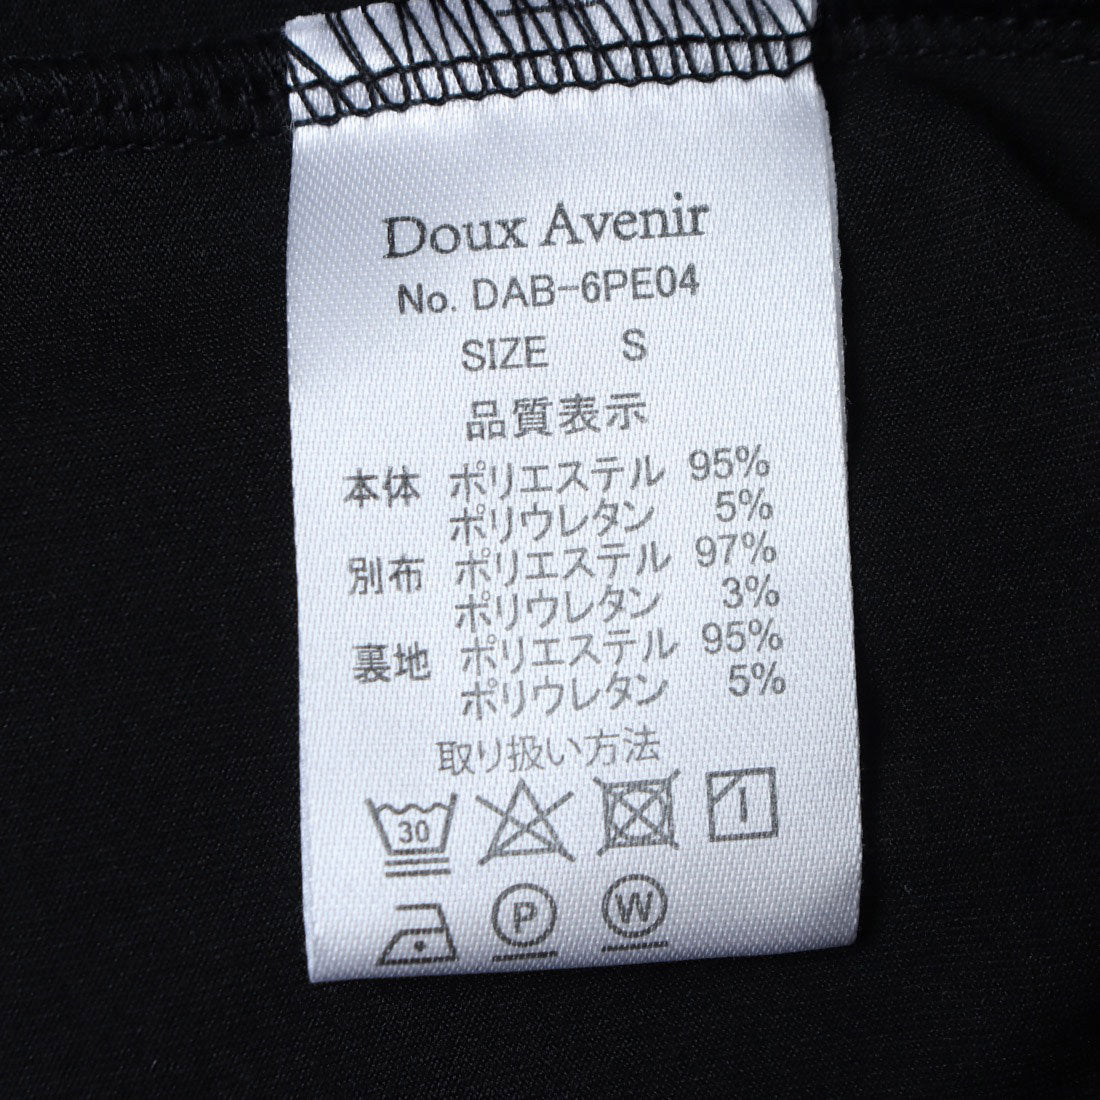 Doux Avenir
No. DAB-6PE04
SIZE S
品質表示
本体 ポリエステル 95%
ポリウレタン 5%
別布 ポリエステル 97%
ポリウレタン 3%
裏地 ポリエステル 95%
ポリウレタン 5%
取り扱い方法
30
P W